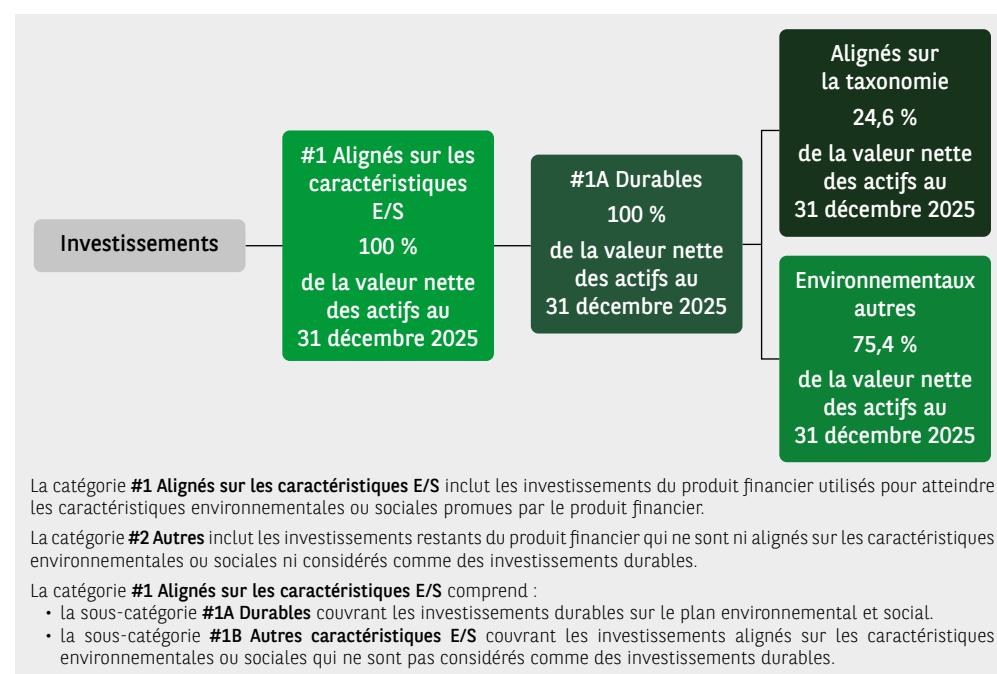 Investissements
#1 Alignés sur les
caractéristiques
E/S
100 %
de la valeur nette
des actifs au
31 décembre 2025
#1A Durables
100 %
de la valeur nette
des actifs au
31 décembre 2025
Alignés sur
la taxonomie
24,6 %
de la valeur nette
des actifs au
31 décembre 2025
Environnementaux
autres
75,4 %
de la valeur nette
des actifs au
31 décembre 2025
La catégorie #1 Alignés sur les caractéristiques E/S inclut les investissements du produit financier utilisés pour atteindre
les caractéristiques environnementales ou sociales promues par le produit financier.
La catégorie #2 Autres inclut les investissements restants du produit financier qui ne sont ni alignés sur les caractéristiques
environnementales ou sociales ni considérés comme des investissements durables.
La catégorie #1 Alignés sur les caractéristiques E/S comprend :
• la sous-catégorie #1A Durables couvrant les investissements durables sur le plan environnemental et social.
• la sous-catégorie #1B Autres caractéristiques E/S couvrant les investissements alignés sur les caractéristiques
environnementales ou sociales qui ne sont pas considérés comme des investissements durables.